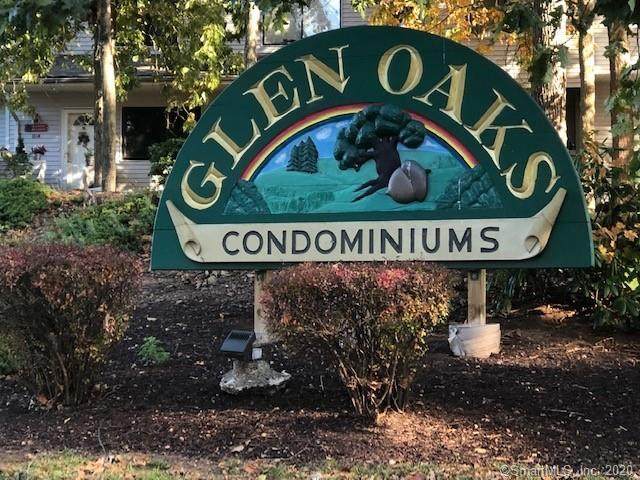 GLEN OAKS
CONDOMINIUMS
© SmartMLS, Inc. 2020